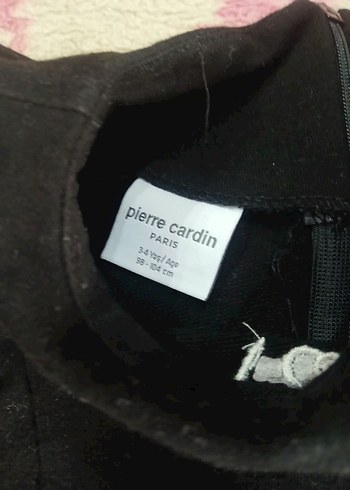 pierre cardin
PARIS
3-4 Yaş / Age
98 - 104 cm